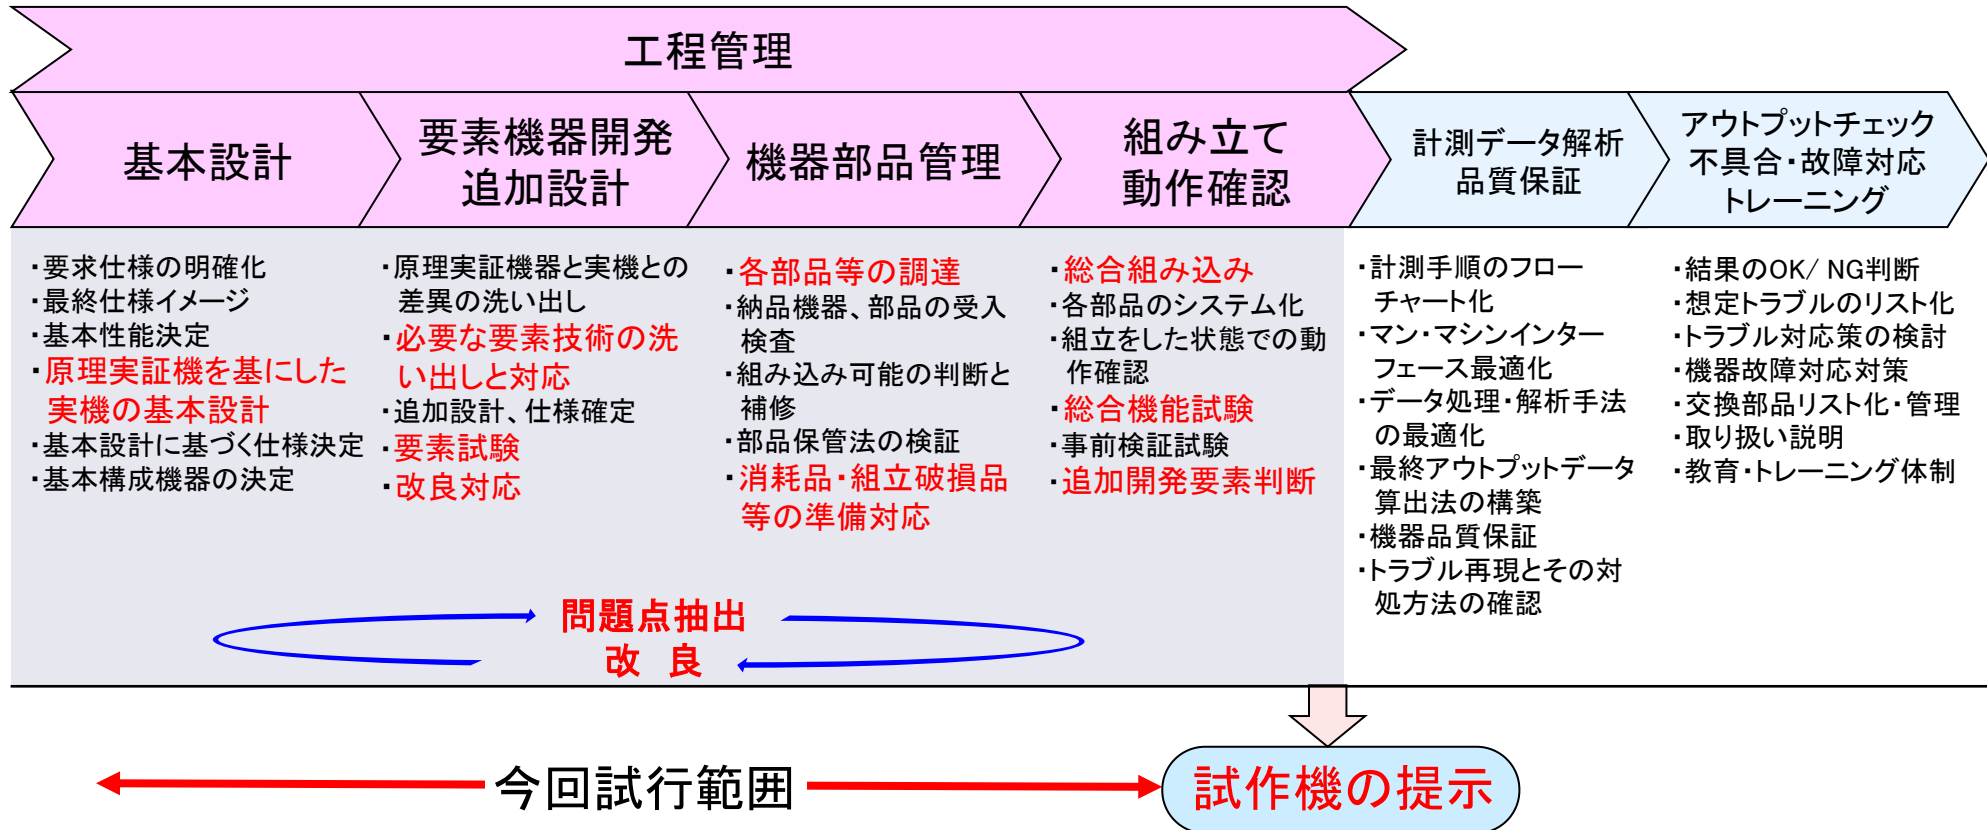 工程管理
基本設計
要素機器開発
追加設計
機器部品管理
組み立て
動作確認
計測データ解析
品質保証
アウトプットチェック
不具合・故障対応
トレーニング
・要求仕様の明確化
・最終仕様イメージ
・基本性能決定
・原理実証機を基にした
実機の基本設計
・基本設計に基づく仕様決定
・基本構成機器の決定
・原理実証機器と実機との
差異の洗い出し
・必要な要素技術の洗
い出しと対応
・追加設計、仕様確定
・要素試験
・改良対応
・各部品等の調達
・納品機器、部品の受入
検査
・組み込み可能の判断と
補修
・部品保管法の検証
・消耗品・組立破損品
等の準備対応
・総合組み込み
・各部品のシステム化
・組立をした状態での動
作確認
・総合機能試験
・事前検証試験
・追加開発要素判断
・計測手順のフロー
チャート化
・マン・マシンインター
フェース最適化
・データ処理・解析手法
の最適化
・最終アウトプットデータ
算出法の構築
・機器品質保証
・トラブル再現とその対
処方法の確認
・結果のOK/ NG判断
・想定トラブルのリスト化
・トラブル対応策の検討
・機器故障対応対策
・交換部品リスト化・管理
・取り扱い説明
・教育・トレーニング体制
問題点抽出
改 良
今回試行範囲
試作機の提示